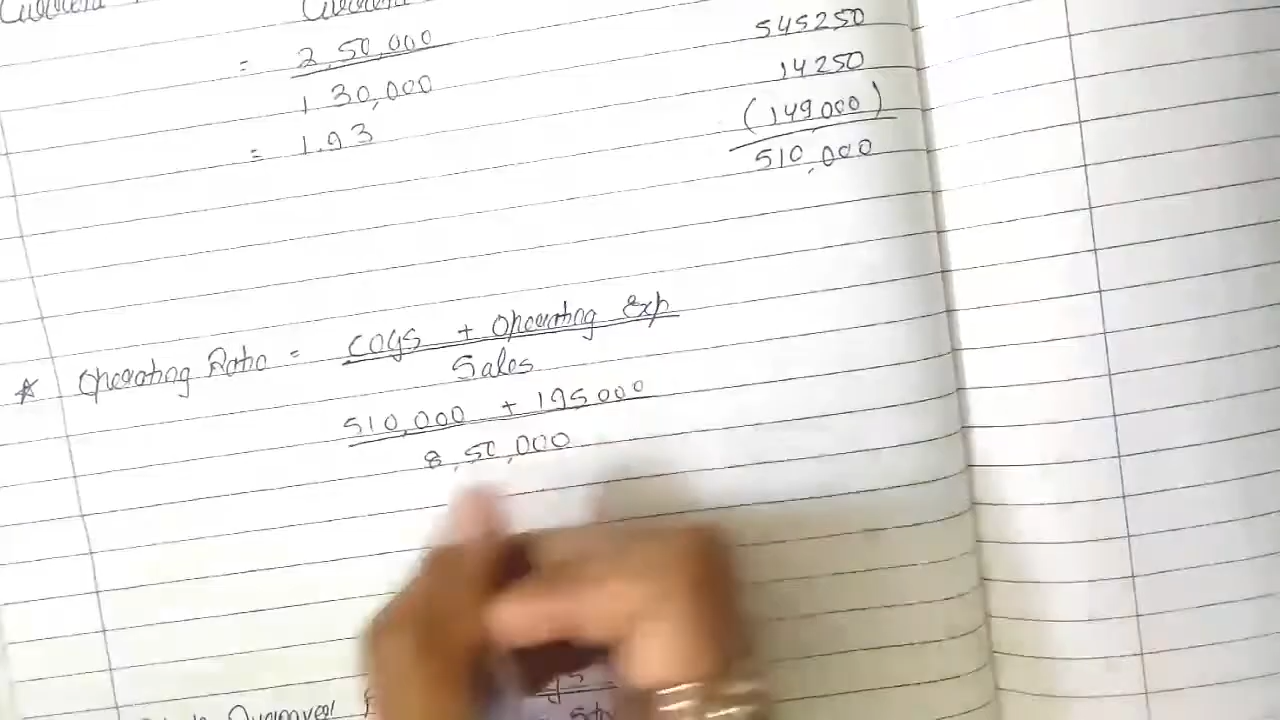 = 2,50,000
1 30,000
= 1.93
545250
14250
(149,000)
510,000
* Operating Ratio = COGS + Operating Exp
Sales
510,000 + 195000
8,50,000